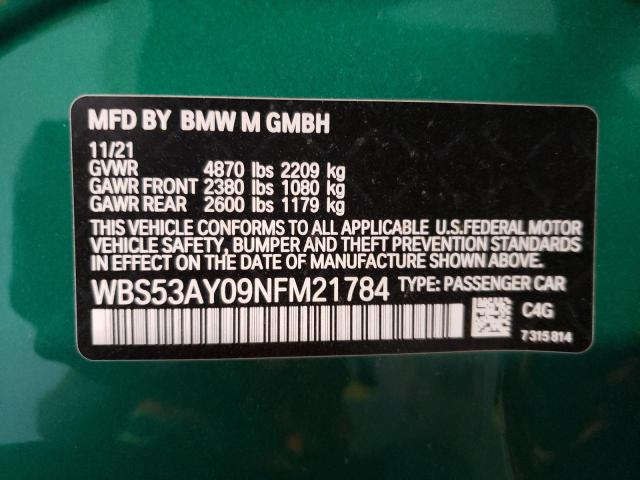 MFD BY BMW M GMBH
11/21
GVWR 4870 lbs 2209 kg
GAWR FRONT 2380 lbs 1080 kg
GAWR REAR 2600 lbs 1179 kg
THIS VEHICLE CONFORMS TO ALL APPLICABLE U.S.FEDERAL MOTOR
VEHICLE SAFETY, BUMPER AND THEFT PREVENTION STANDARDS
IN EFFECT ON THE DATE OF MANUFACTURE SHOWN ABOVE.
WBS53AY09NFM21784 TYPE: PASSENGER CAR
C4G
7315814